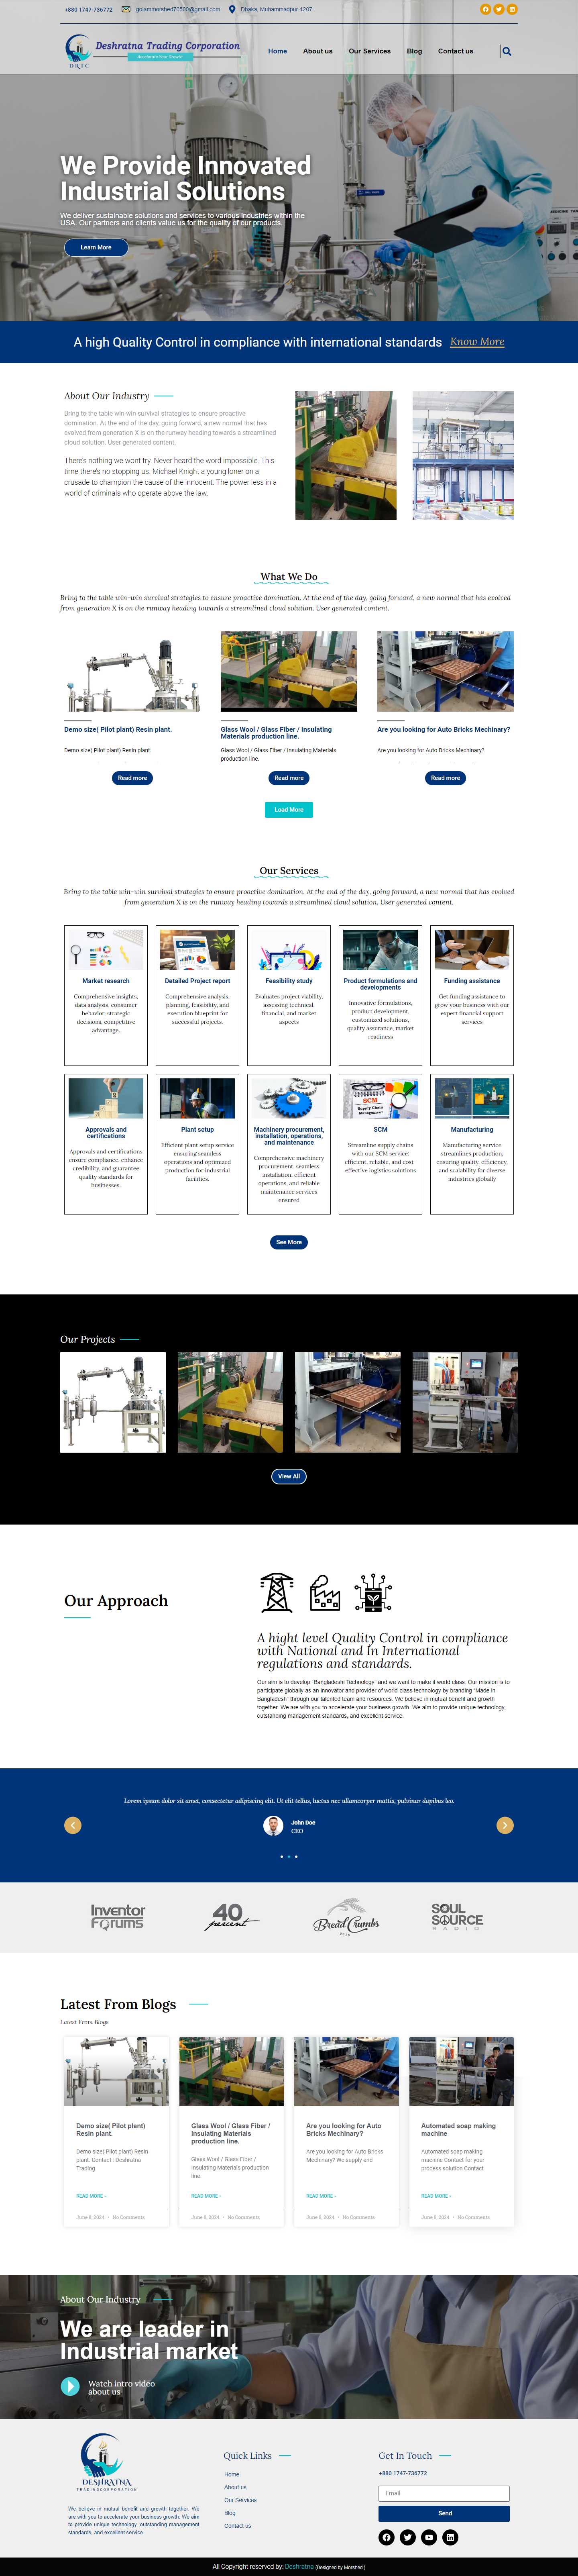 +880 1747-736772
golammorshed70500@gmail.com
Dhaka, Muhammadpur-1207.
Deshratna Trading Corporation
Accelerate Your Growth
DRTC
Home
About us
Our Services
Blog
Contact us
We Provide Innovated
Industrial Solutions
We deliver sustainable solutions and services to various industries within the
USA. Our partners and clients value us for the quality of our products.
Learn More
A high Quality Control in compliance with international standards
Know More
About Our Industry
Bring to the table win-win survival strategies to ensure proactive
domination. At the end of the day, going forward, a new normal that has
evolved from generation X is on the runway heading towards a streamlined
cloud solution. User generated content.
There's nothing we wont try. Never heard the word impossible. This
time there's no stopping us. Michael Knight a young loner on a
crusade to champion the cause of the innocent. The power less in a
world of criminals who operate above the law.
What We Do
Bring to the table win-win survival strategies to ensure proactive domination. At the end of the day, going forward, a new normal that has evolved
from generation X is on the runway heading towards a streamlined cloud solution. User generated content.
Demo size( Pilot plant) Resin plant.
Demo size( Pilot plant) Resin plant.
Read more
Glass Wool / Glass Fiber / Insulating
Materials production line.
Glass Wool / Glass Fiber / Insulating Materials
production line.
Read more
Are you looking for Auto Bricks Mechinary?
Are you looking for Auto Bricks Mechinary?
Read more
Load More
Our Services
Bring to the table win-win survival strategies to ensure proactive domination. At the end of the day, going forward, a new normal that has evolved
from generation X is on the runway heading towards a streamlined cloud solution. User generated content.
Market research
Comprehensive insights,
data analysis, consumer
behavior, strategic
decisions, competitive
advantage.
Detailed Project report
Comprehensive analysis,
planning, feasibility, and
execution blueprint for
successful projects.
Feasibility study
Evaluates project viability,
assessing technical,
financial, and market
aspects
Product formulations and
developments
Innovative formulations,
product development,
customized solutions,
quality assurance, market
readiness
Funding assistance
Get funding assistance to
grow your business with our
expert financial support
services
Approvals and
certifications
Approvals and certifications
ensure compliance, enhance
credibility, and guarantee
quality standards for
businesses.
Plant setup
Efficient plant setup service
ensuring seamless
operations and optimized
production for industrial
facilities.
Machinery procurement,
installation, operations,
and maintenance
Comprehensive machinery
procurement, seamless
installation, efficient
operations, and reliable
maintenance services
ensured
SCM
Supply Chain
Management
SCM
Streamline supply chains
with our SCM service:
efficient, reliable, and cost-
effective logistics solutions
Manufacturing
Manufacturing service
streamlines production,
ensuring quality, efficiency,
and scalability for diverse
industries globally
See More
Our Projects
View All
Our Approach
A hight level Quality Control in compliance
with National and In International
regulations and standards.
Our aim is to develop "Bangladeshi Technology" and we want to make it world class. Our mission is to
participate globally as an innovator and provider of world-class technology by branding "Made in
Bangladesh" through our talented team and resources. We believe in mutual benefit and growth
together. We are with you to accelerate your business growth. We aim to provide unique technology,
outstanding management standards, and excellent service.
Lorem ipsum dolor sit amet, consectetur adipiscing elit. Ut elit tellus, luctus nec ullamcorper mattis, pulvinar dapibus leo.
John Doe
CEO
Inventor
Forums
40
percent
Bread Crumbs
SOUL
SOURCE
RADIO
Latest From Blogs
Latest From Blogs
Demo size( Pilot plant)
Resin plant.
Demo size( Pilot plant) Resin
plant. Contact : Deshratna
Trading
READ MORE »
June 8, 2024 • No Comments
Glass Wool / Glass Fiber /
Insulating Materials
production line.
Glass Wool / Glass Fiber /
Insulating Materials production
line.
READ MORE »
June 8, 2024 • No Comments
Are you looking for Auto
Bricks Mechinary?
Are you looking for Auto Bricks
Mechinary? We supply and
READ MORE »
June 8, 2024 • No Comments
Automated soap making
machine
Automated soap making
machine Contact for your
process solution Contact
READ MORE »
June 8, 2024 • No Comments
About Our Industry
We are leader in
Industrial market
Watch intro video
about us
DESHRATNA
TRADING CORPORATION
We believe in mutual benefit and growth together. We
are with you to accelerate your business growth. We aim
to provide unique technology, outstanding management
standards, and excellent service.
Quick Links
Home
About us
Our Services
Blog
Contact us
Get In Touch
+880 1747-736772
Email
Send
All Copyright reserved by: Deshratna (Designed by Morshed )